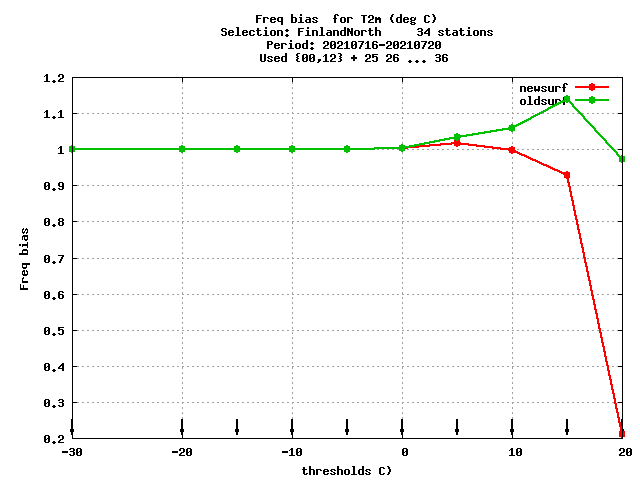 Freq bias  for T2m (deg C)
Selection: FinlandNorth     34 stations
Period: 20210716-20210720
Used {00,12} + 25 26 ... 36
newsurf
oldsurf
1.2
1.1
1
0.9
0.8
0.7
0.6
0.5
0.4
0.3
0.2
Freq bias
-30
-20
-10
0
10
20
thresholds C)